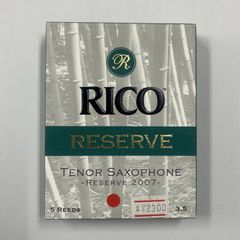 R
RICO
RESERVE
TENOR SAXOPHONE
-RESERVE 2007-
5 REEDS
¥2300
3.5